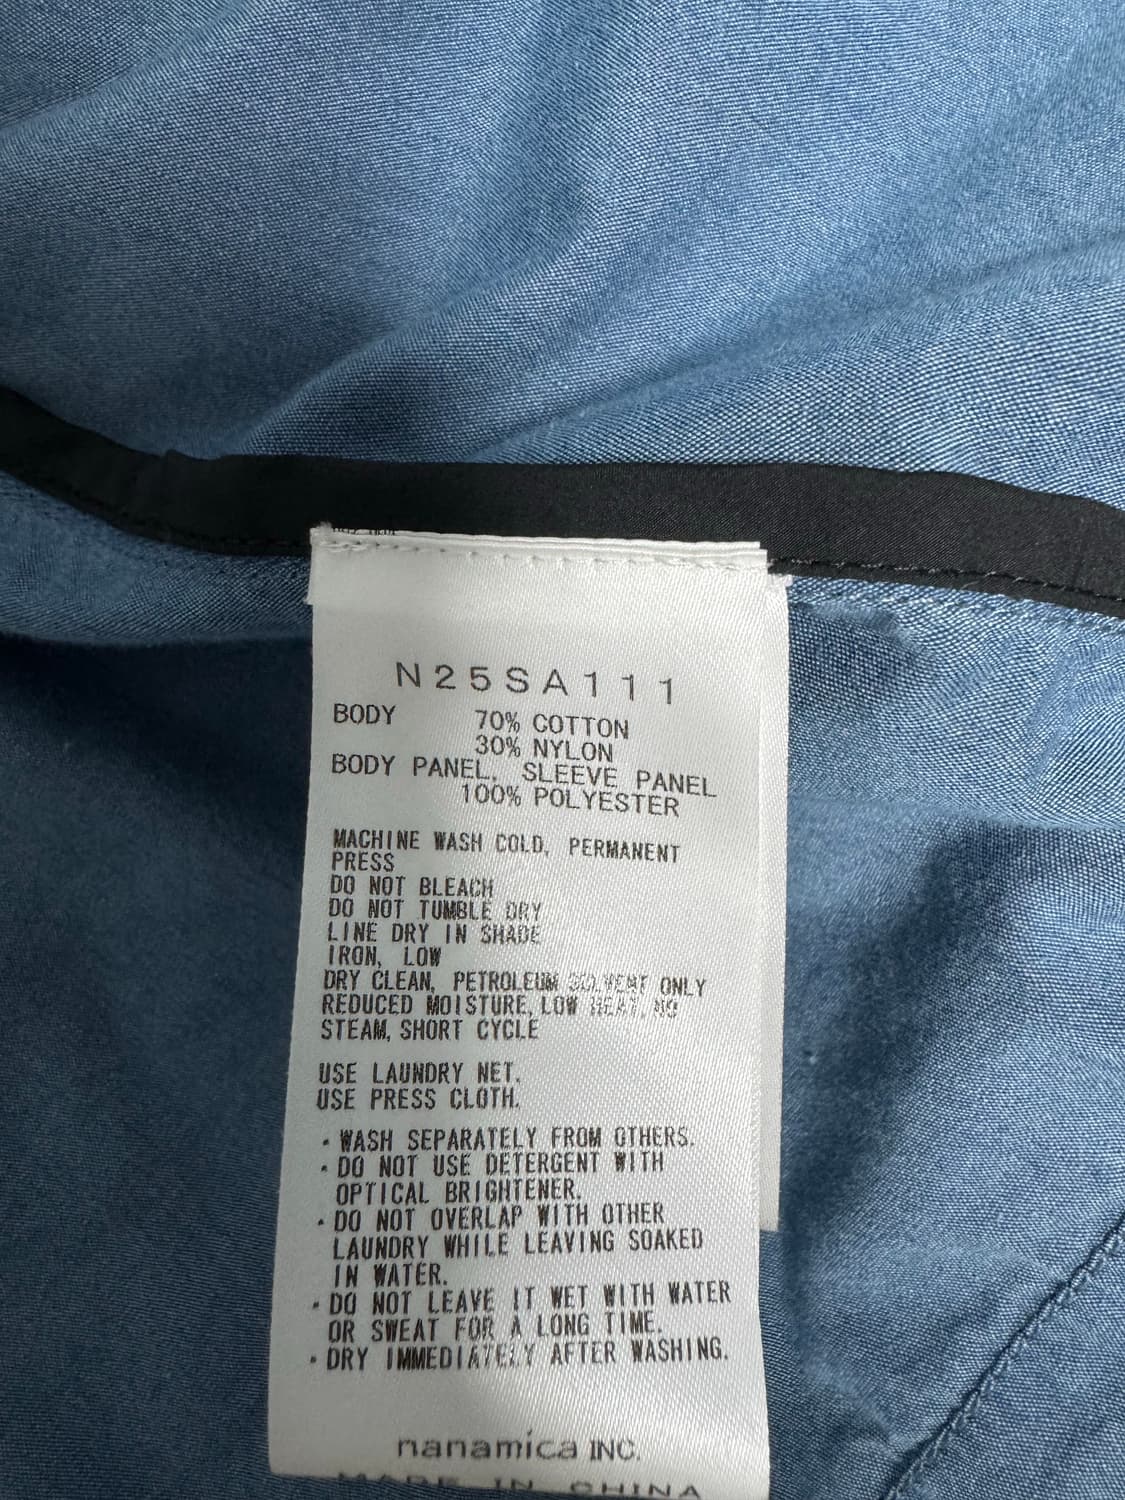 N25SA111
BODY 70% COTTON
30% NYLON
BODY PANEL, SLEEVE PANEL
100% POLYESTER
MACHINE WASH COLD, PERMANENT
PRESS
DO NOT BLEACH
DO NOT TUMBLE DRY
LINE DRY IN SHADE
IRON, LOW
DRY CLEAN, PETROLEUM SOLVENT ONLY
REDUCED MOISTURE, LOW HEAT, NO
STEAM, SHORT CYCLE
USE LAUNDRY NET.
USE PRESS CLOTH.
・WASH SEPARATELY FROM OTHERS.
・DO NOT USE DETERGENT WITH
OPTICAL BRIGHTENER.
・DO NOT OVERLAP WITH OTHER
LAUNDRY WHILE LEAVING SOAKED
IN WATER.
・DO NOT LEAVE IT WET WITH WATER
OR SWEAT FOR A LONG TIME.
・DRY IMMEDIATELY AFTER WASHING.
nanamica INC.
MADE IN CHINA